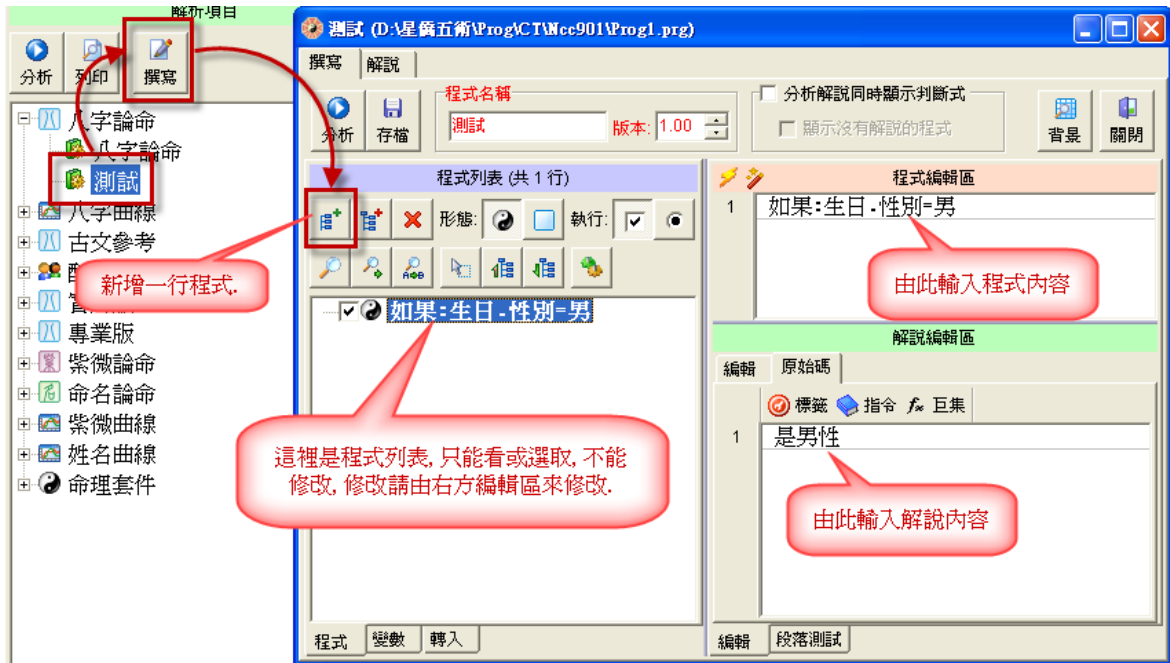 解析項目
分析
列印
撰寫
八字論命
八字論命
測試
八字曲線
古文參考
新增一行程式.
專業版
紫微論命
命名論命
紫微曲線
姓名曲線
命理套件
測試 (D:\星僑五術\Prog\CT\Ncc901\Prog1.prg)
撰寫 解說
分析
存檔
程式名稱
測試
版本: 1.00
分析解說同時顯示判斷式
顯示沒有解說的程式
背景
關閉
程式列表 (共 1 行)
形態: 執行:
如果:生日.性別=男
這裡是程式列表, 只能看或選取, 不能
修改, 修改請由右方編輯區來修改.
程式 變數 轉入
程式編輯區
1 如果:生日.性別=男
由此輸入程式內容
解說編輯區
編輯 原始碼
標籤 指令 f* 巨集
1 是男性
由此輸入解說內容
編輯 段落測試